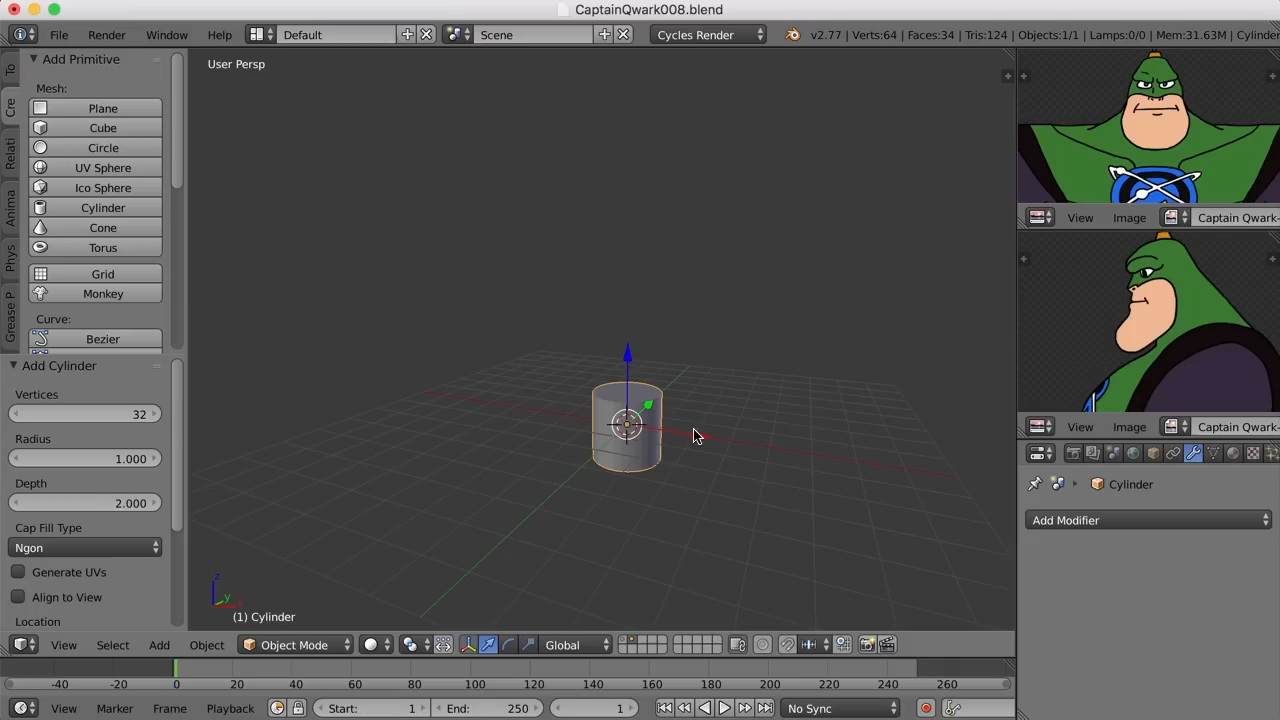 CaptainQwark008.blend
File Render Window Help Default Scene Cycles Render v2.77 | Verts:64 | Faces:34 | Tris:124 | Objects:1/1 | Lamps:0/0 | Mem:31.63M | Cylinder
Add Primitive
Mesh:
Plane
Cube
Circle
UV Sphere
Ico Sphere
Cylinder
Cone
Torus
Grid
Monkey
Curve:
Bezier
To
Cre
Relati
Anima
Phys
Grease P
Add Cylinder
Vertices
32
Radius
1.000
Depth
2.000
Cap Fill Type
Ngon
Generate UVs
Align to View
Location
User Persp
z
y
x
(1) Cylinder
View Image Captain Qwark-
View Image Captain Qwark-
Cylinder
Add Modifier
View Select Add Object Object Mode Global
-40 -20 0 20 40 60 80 100 120 140 160 180 200 220 240 260
View Marker Frame Playback Start: 1 End: 250 1 No Sync